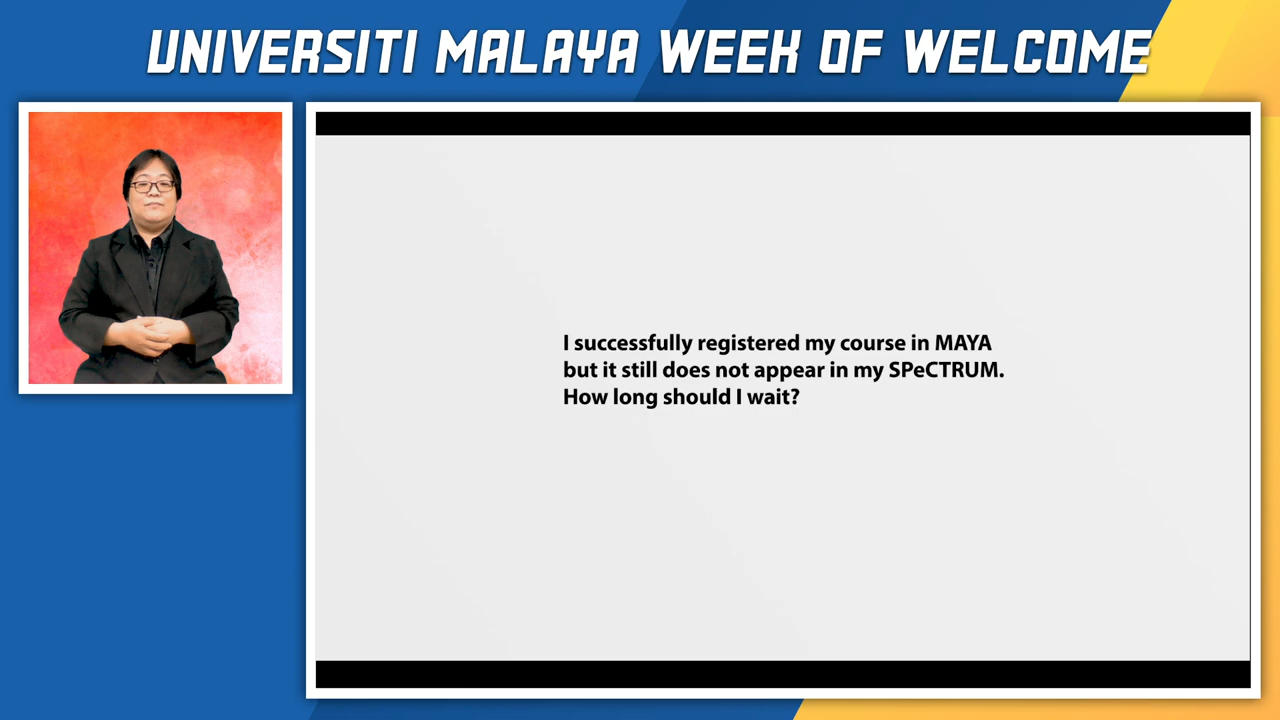 UNIVERSITI MALAYA WEEK OF WELCOME
I successfully registered my course in MAYA
but it still does not appear in my SPeCTRUM.
How long should I wait?